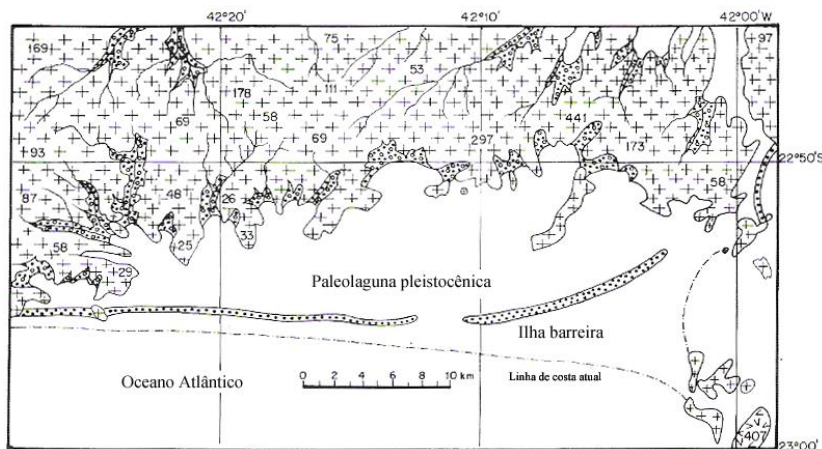 42°20' 42°10' 42°00'W
169 75 97
53
178 111
69 58 441
93 69 297 173
22°50'S
87 48 26 58
58 25 33
29
Paleolaguna pleistocênica
Ilha barreira
Oceano Atlântico 0 2 4 6 8 10 km Linha de costa atual
407
23°00'